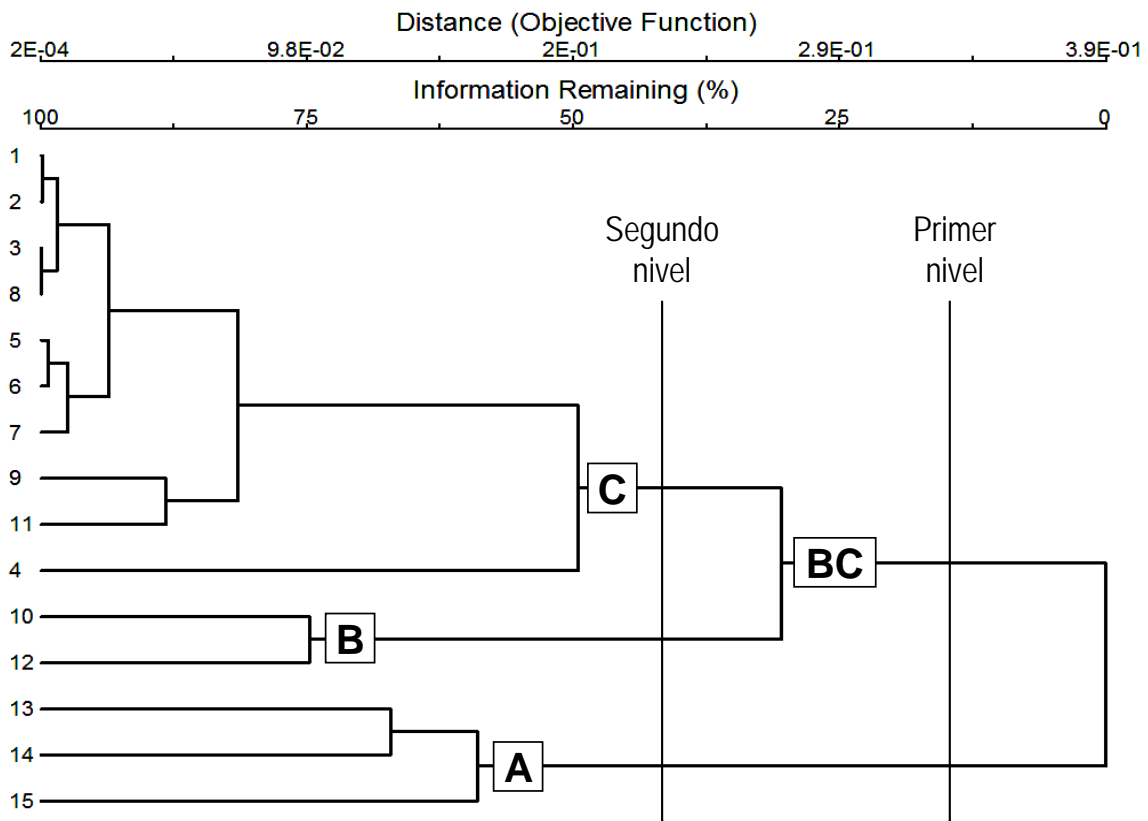 Distance (Objective Function)
2E-04 9.8E-02 2E-01 2.9E-01 3.9E-01
Information Remaining (%)
100 75 50 25 0
1
2
3
8
5
6
7
9
11
4
10
12
13
14
15
Segundo
nivel
Primer
nivel
C
BC
B
A